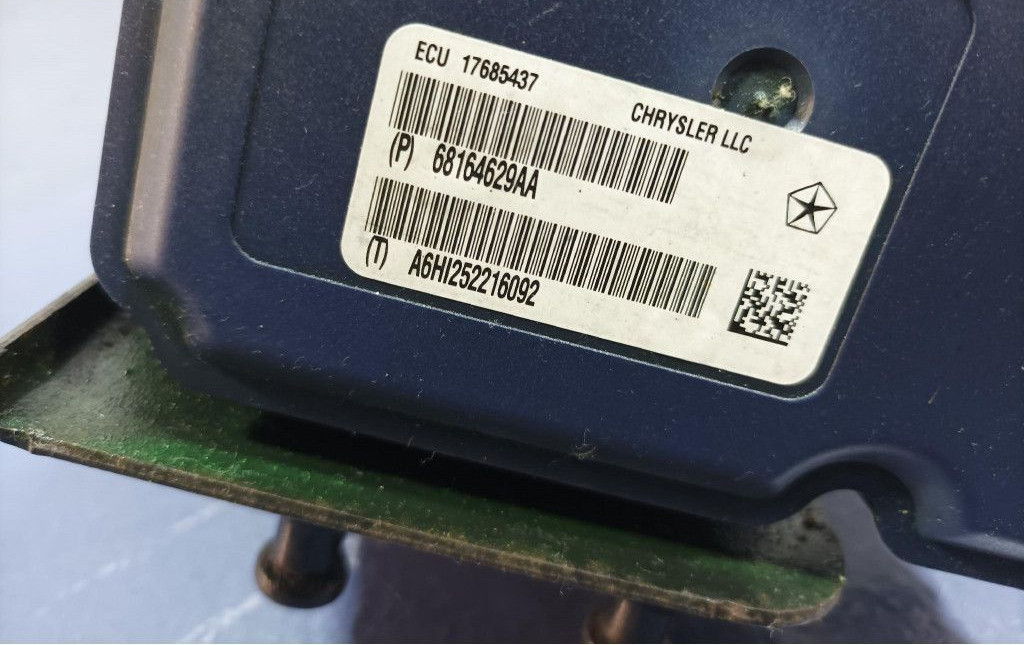 ECU 17685437
CHRYSLER LLC
(P) 68164629AA
(T) A6HI252216092